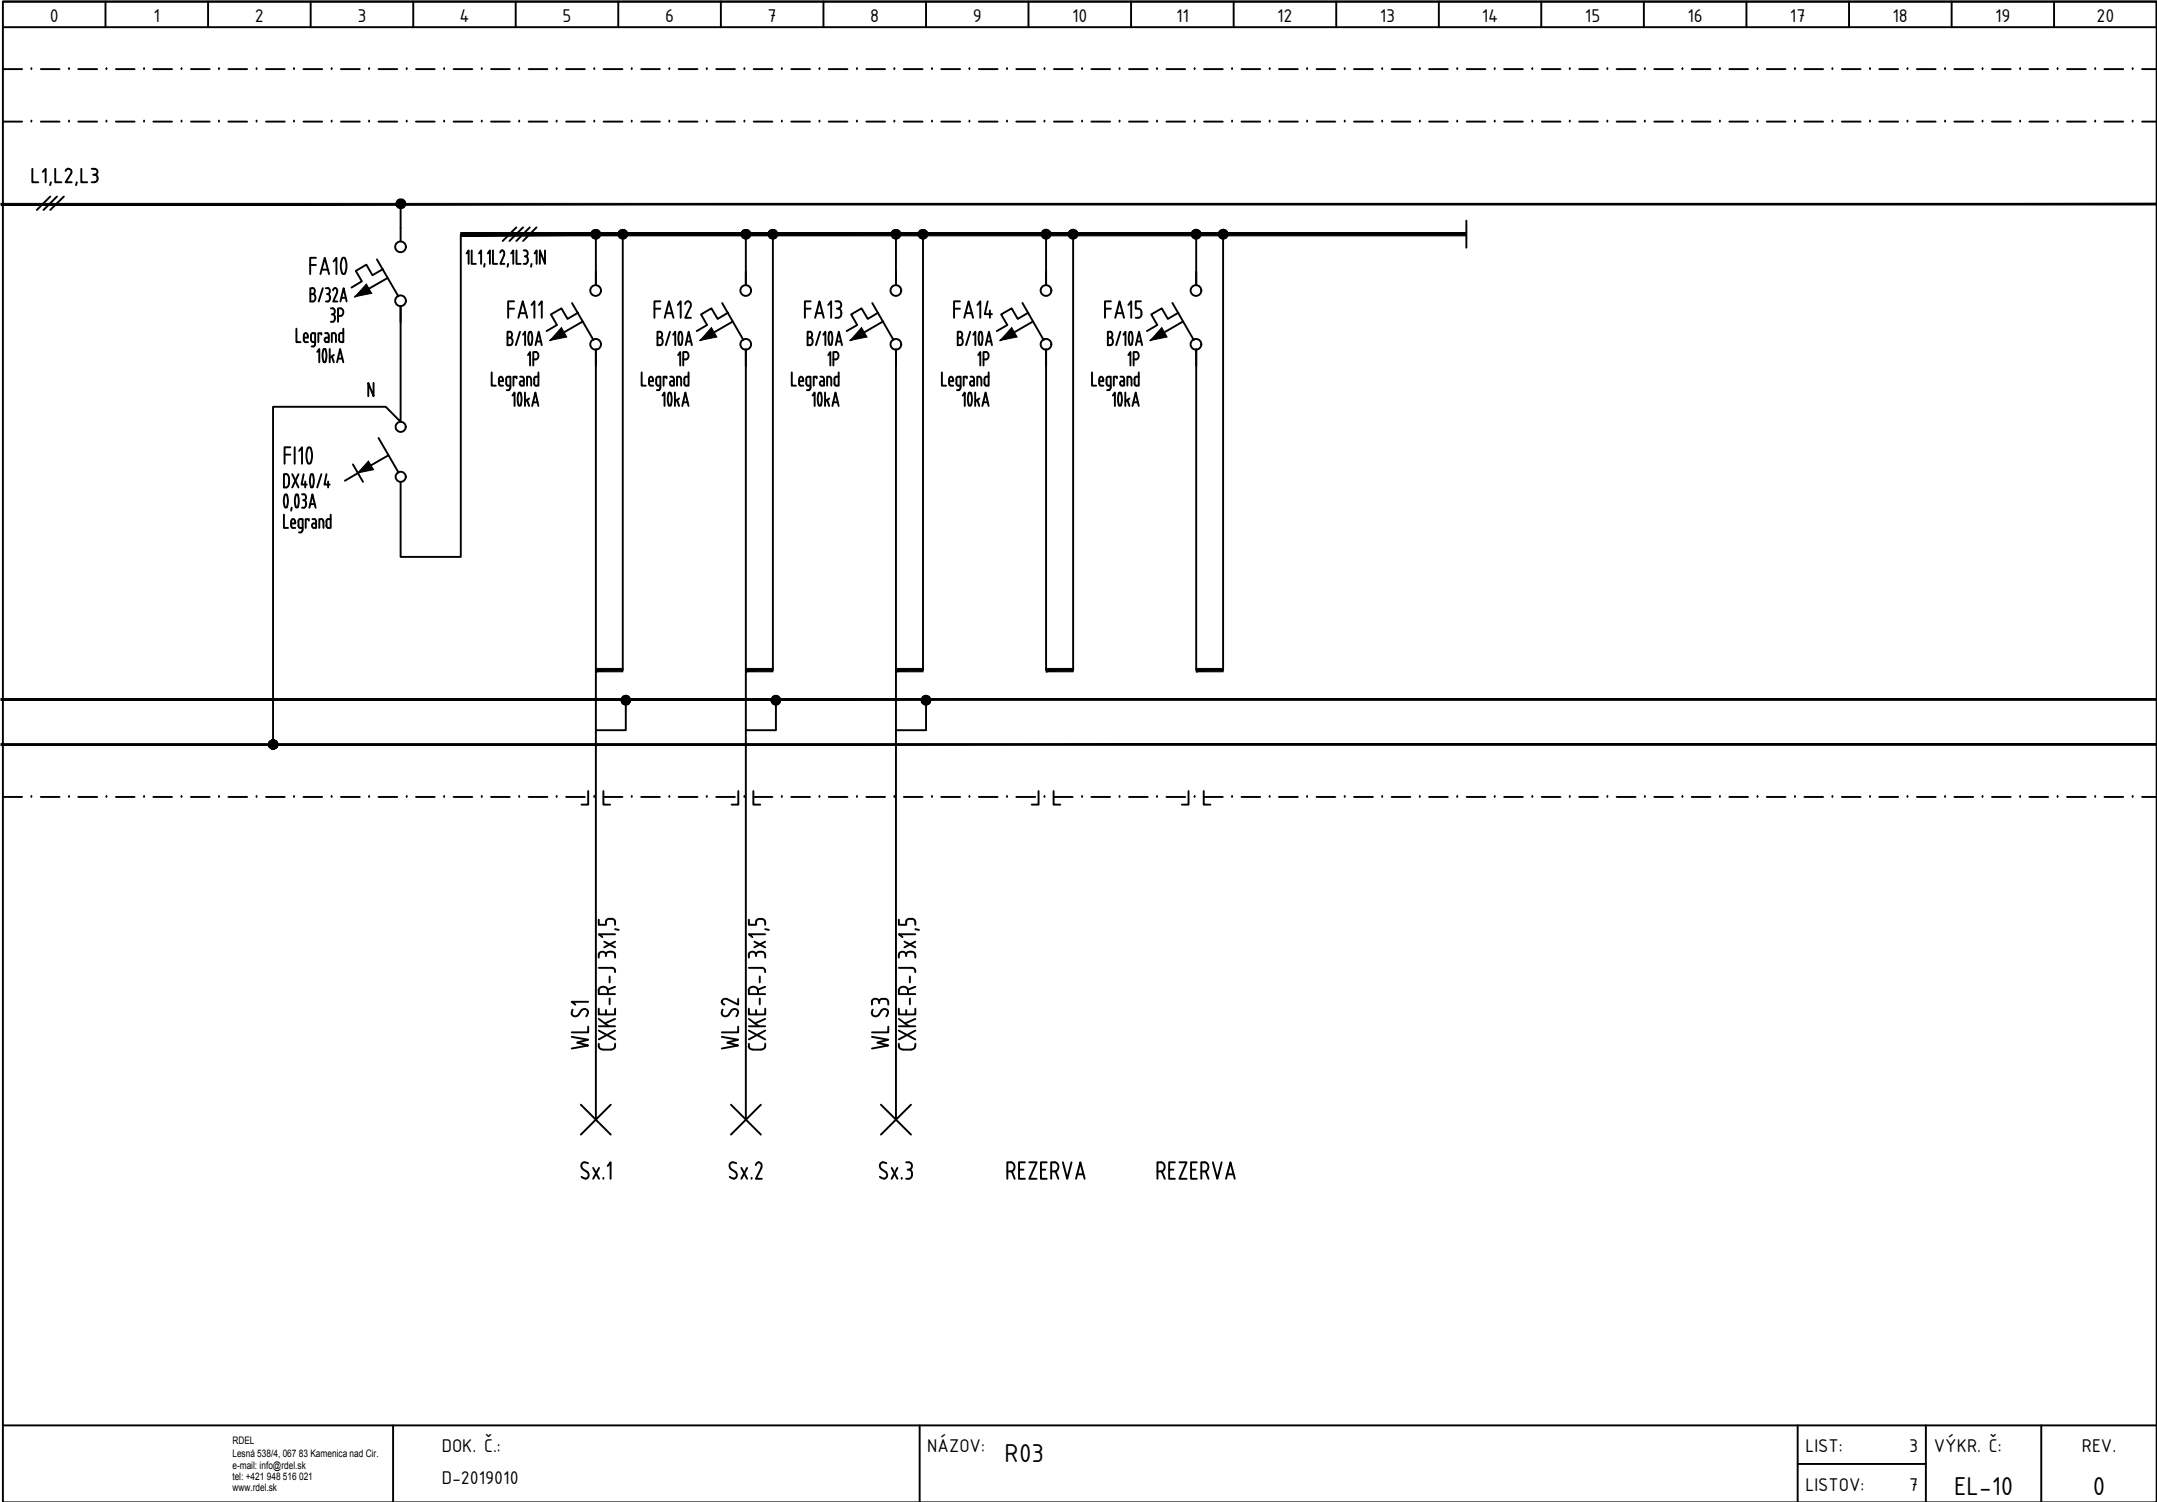 0 1 2 3 4 5 6 7 8 9 10 11 12 13 14 15 16 17 18 19 20
L1,L2,L3
1L1,1L2,1L3,1N
FA10
B/32A
3P
Legrand
10kA
N
FI10
DX40/4
0,03A
Legrand
FA11
B/10A
1P
Legrand
10kA
FA12
B/10A
1P
Legrand
10kA
FA13
B/10A
1P
Legrand
10kA
FA14
B/10A
1P
Legrand
10kA
FA15
B/10A
1P
Legrand
10kA
WL S1
CXKE-R-J 3x1,5
WL S2
CXKE-R-J 3x1,5
WL S3
CXKE-R-J 3x1,5
Sx.1
Sx.2
Sx.3
REZERVA
REZERVA
RDEL
Lesná 538/4, 067 83 Kamenica nad Cir.
e-mail: info@rdel.sk
tel: +421 948 516 021
www.rdel.sk
DOK. Č.:
D-2019010
NÁZOV: R03
LIST: 3
LISTOV: 7
VÝKR. Č:
EL-10
REV.
0